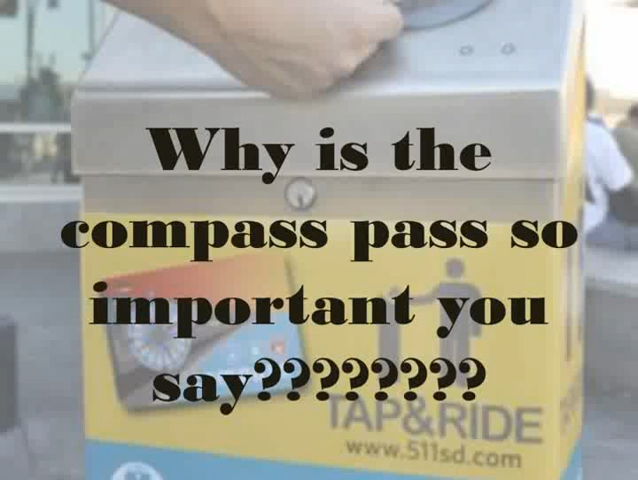 Why is the
compass pass so
important you
say????????
TAP&RIDE
www.511sd.com